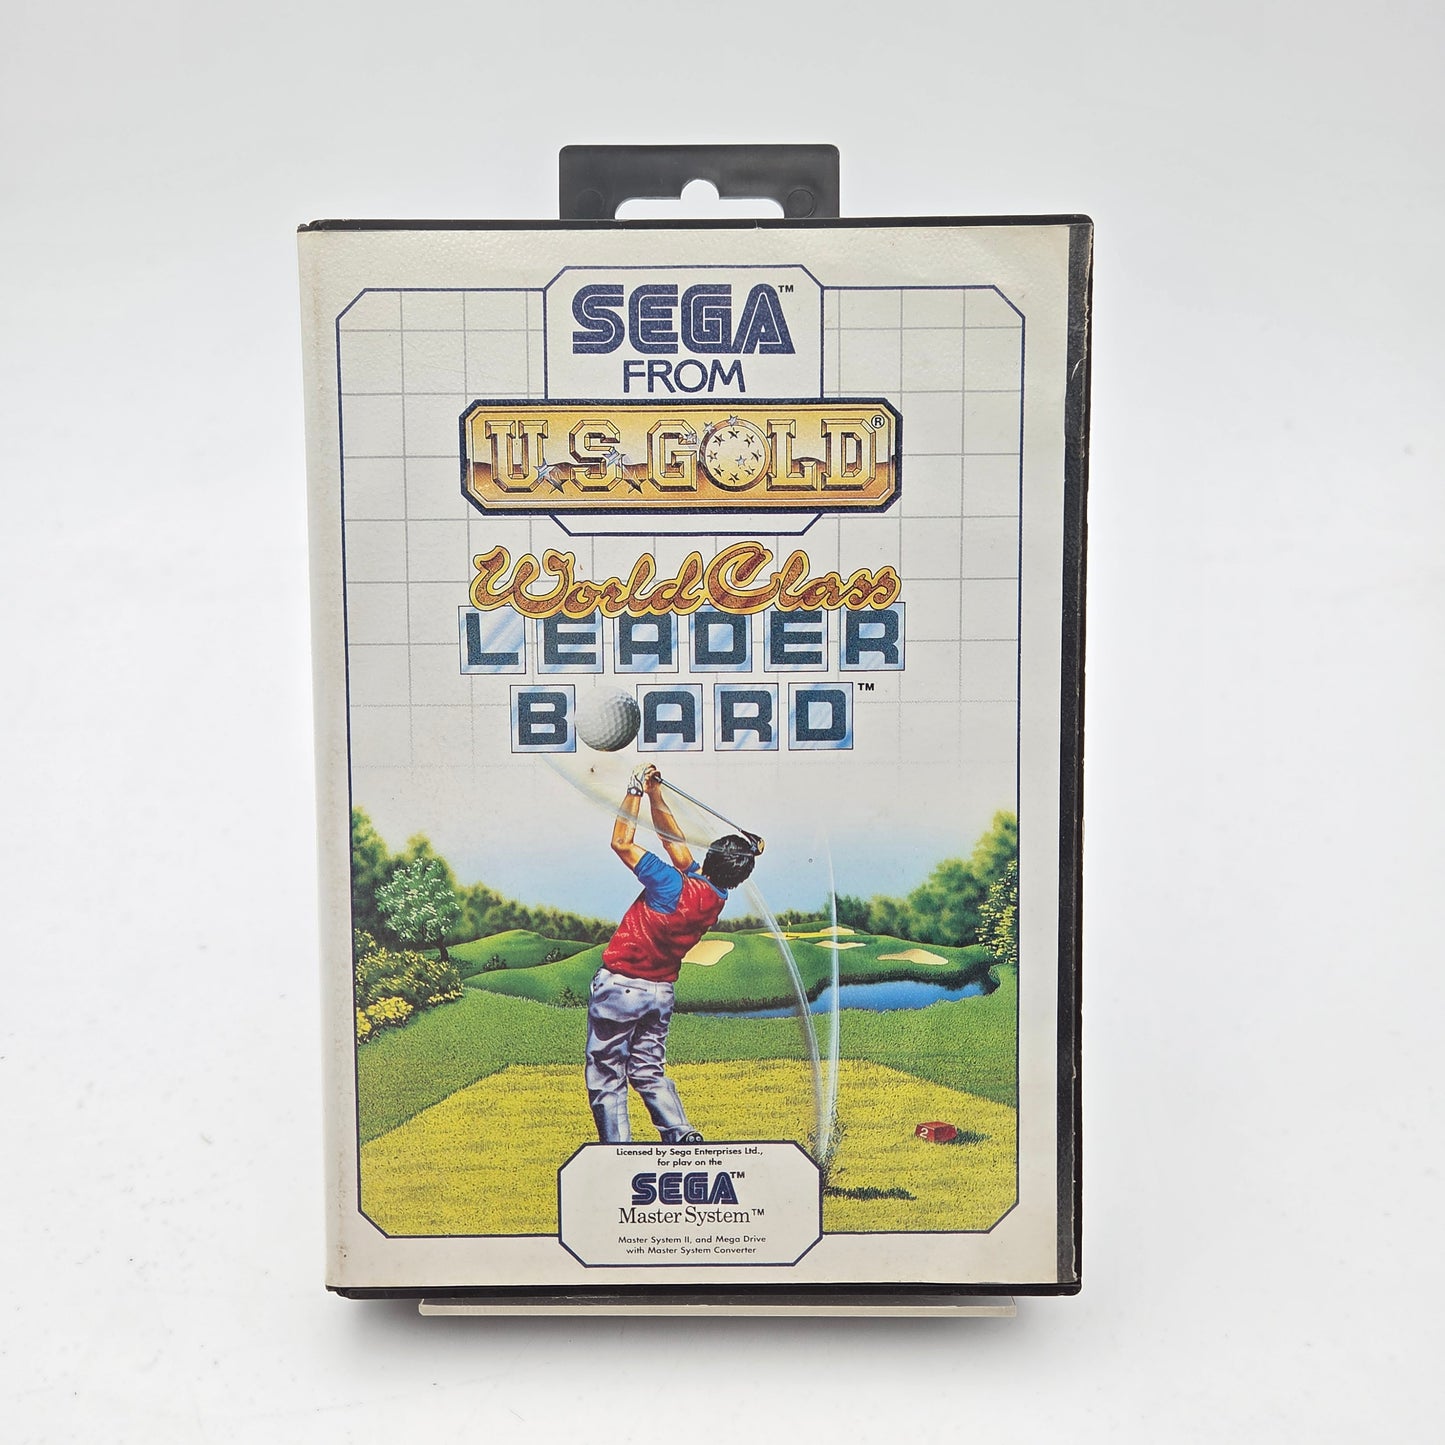 SEGA™
FROM
U.S. GOLD®
World Class
LEADER
BOARD™
2
Licensed by Sega Enterprises Ltd.,
for play on the
SEGA™
Master System™
Master System II, and Mega Drive
with Master System Converter